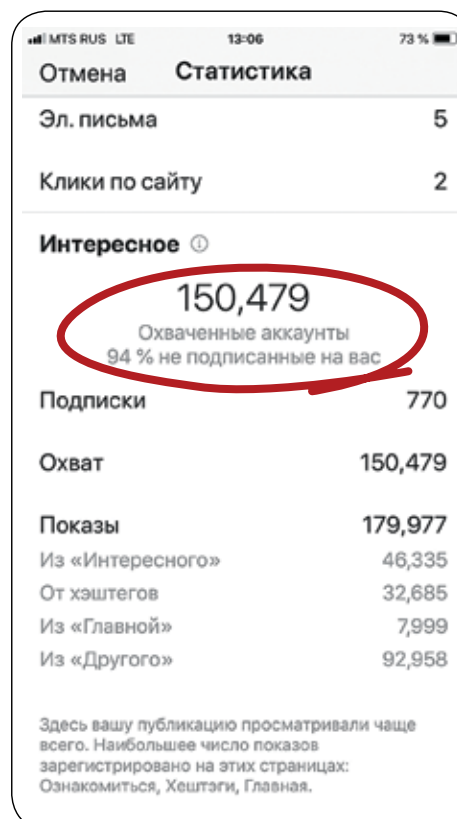 MTS RUS LTE 13:06 73 %
Отмена Статистика
Эл. письма 5
Клики по сайту 2
Интересное
150,479
Охваченные аккаунты
94 % не подписанные на вас
Подписки 770
Охват 150,479
Показы 179,977
Из «Интересного» 46,335
От хэштегов 32,685
Из «Главной» 7,999
Из «Другого» 92,958
Здесь вашу публикацию просматривали чаще
всего. Наибольшее число показов
зарегистрировано на этих страницах:
Ознакомиться, Хештэги, Главная.